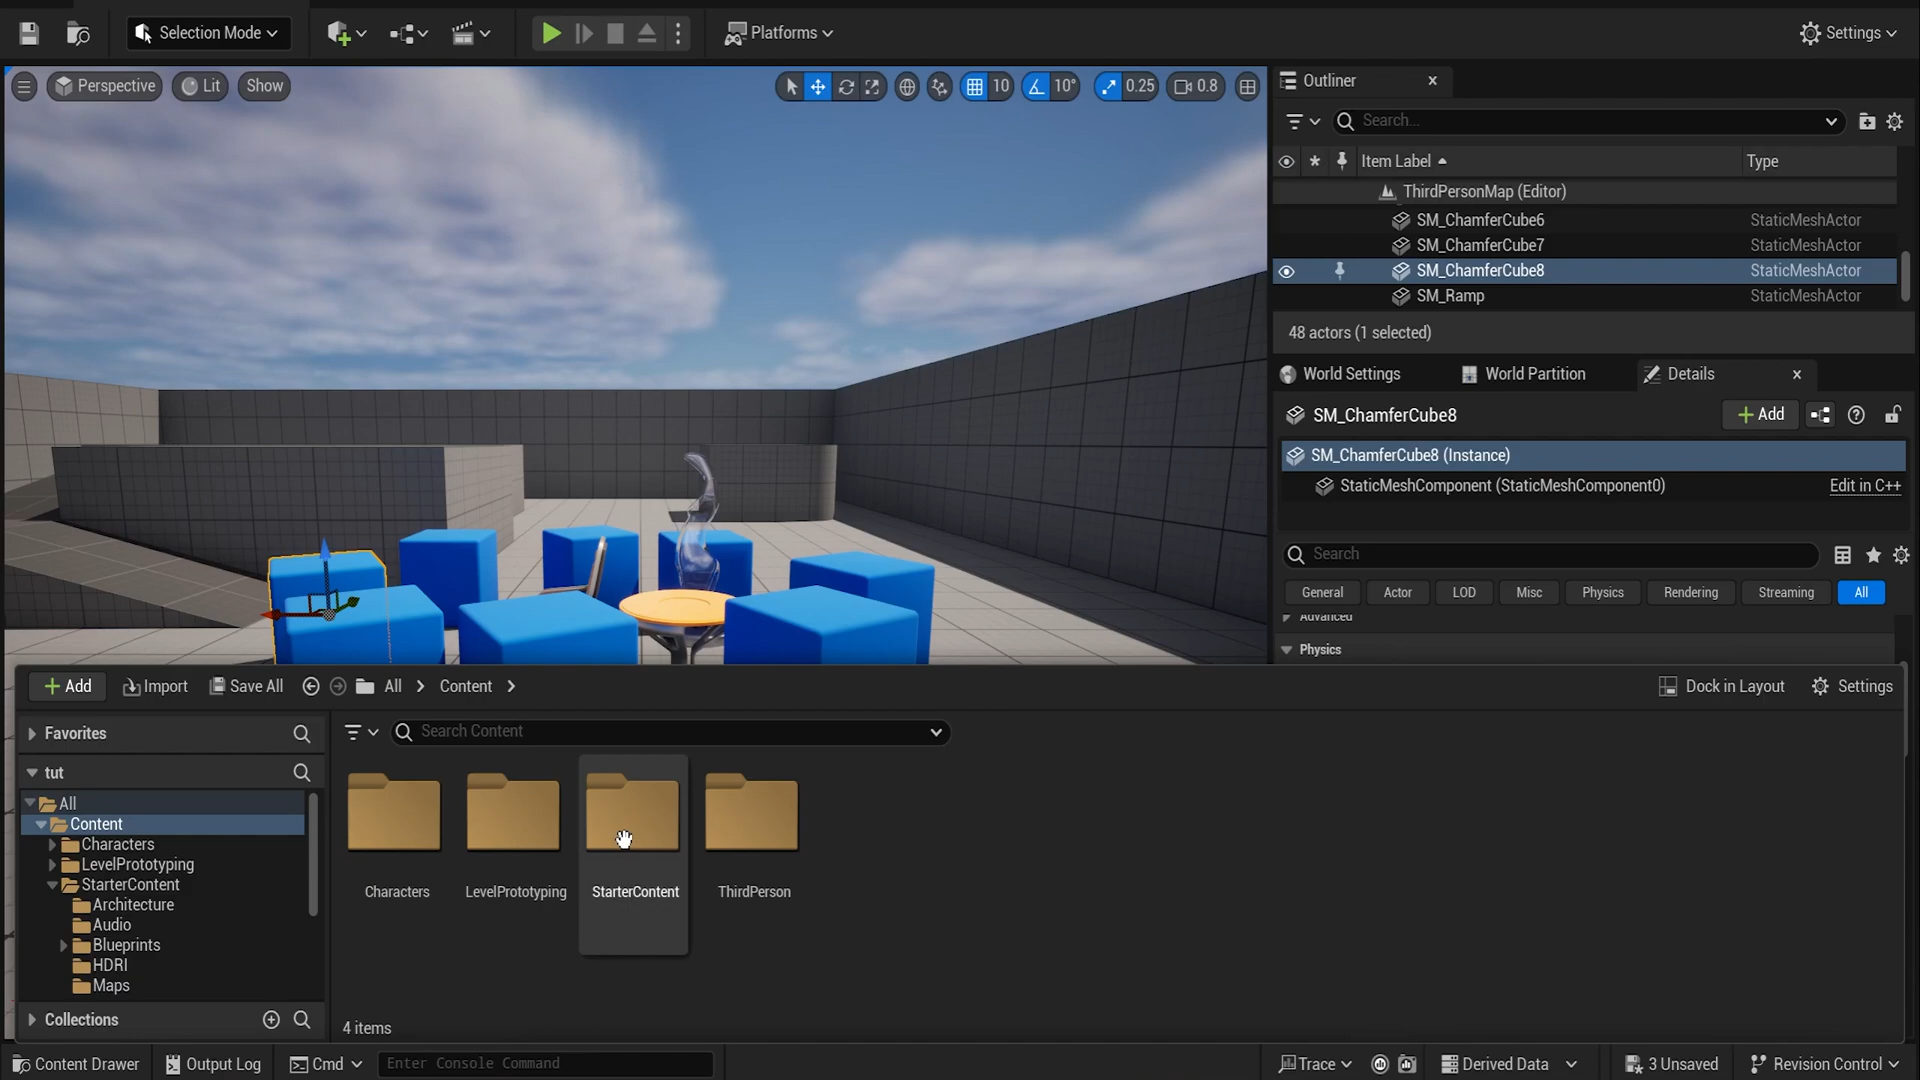 Selection Mode
Platforms
Settings
Perspective
Lit
Show
10
10°
0.25
0.8
Outliner
Search...
Item Label
Type
ThirdPersonMap (Editor)
SM_ChamferCube6 StaticMeshActor
SM_ChamferCube7 StaticMeshActor
SM_ChamferCube8 StaticMeshActor
SM_Ramp StaticMeshActor
48 actors (1 selected)
World Settings
World Partition
Details
SM_ChamferCube8
Add
SM_ChamferCube8 (Instance)
StaticMeshComponent (StaticMeshComponent0) Edit in C++
Search
General
Actor
LOD
Misc
Physics
Rendering
Streaming
All
Advanced
Physics
Add
Import
Save All
All
Content
Dock in Layout
Settings
Favorites
tut
All
Content
Characters
LevelPrototyping
StarterContent
Architecture
Audio
Blueprints
HDRI
Maps
Collections
Search Content
Characters
LevelPrototyping
StarterContent
ThirdPerson
4 items
Content Drawer
Output Log
Cmd
Enter Console Command
Trace
Derived Data
3 Unsaved
Revision Control